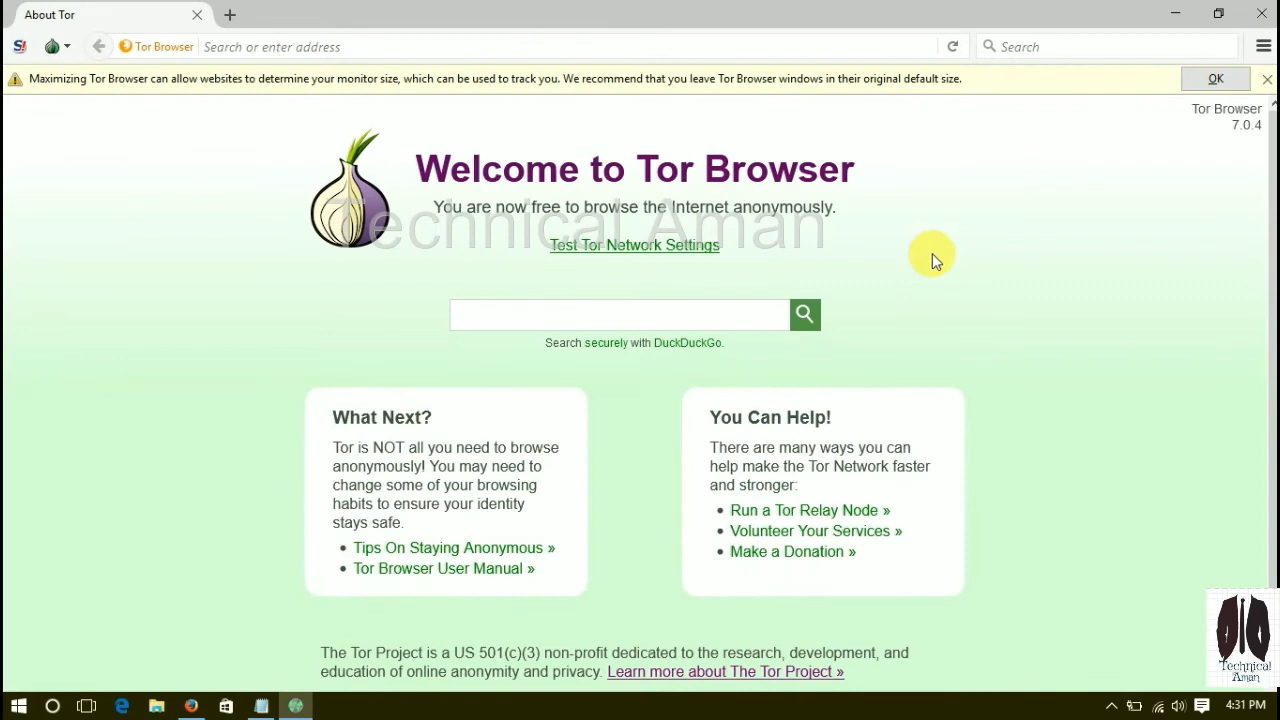 About Tor
Tor Browser
Search or enter address
Search
Maximizing Tor Browser can allow websites to determine your monitor size, which can be used to track you. We recommend that you leave Tor Browser windows in their original default size.
OK
Tor Browser
7.0.4
Welcome to Tor Browser
You are now free to browse the Internet anonymously.
Technical Aman
Test Tor Network Settings
Search securely with DuckDuckGo.
What Next?
Tor is NOT all you need to browse
anonymously! You may need to
change some of your browsing
habits to ensure your identity
stays safe.
Tips On Staying Anonymous »
Tor Browser User Manual »
You Can Help!
There are many ways you can
help make the Tor Network faster
and stronger:
Run a Tor Relay Node »
Volunteer Your Services »
Make a Donation »
The Tor Project is a US 501(c)(3) non-profit dedicated to the research, development, and
education of online anonymity and privacy. Learn more about The Tor Project »
Technical
Aman
4:31 PM